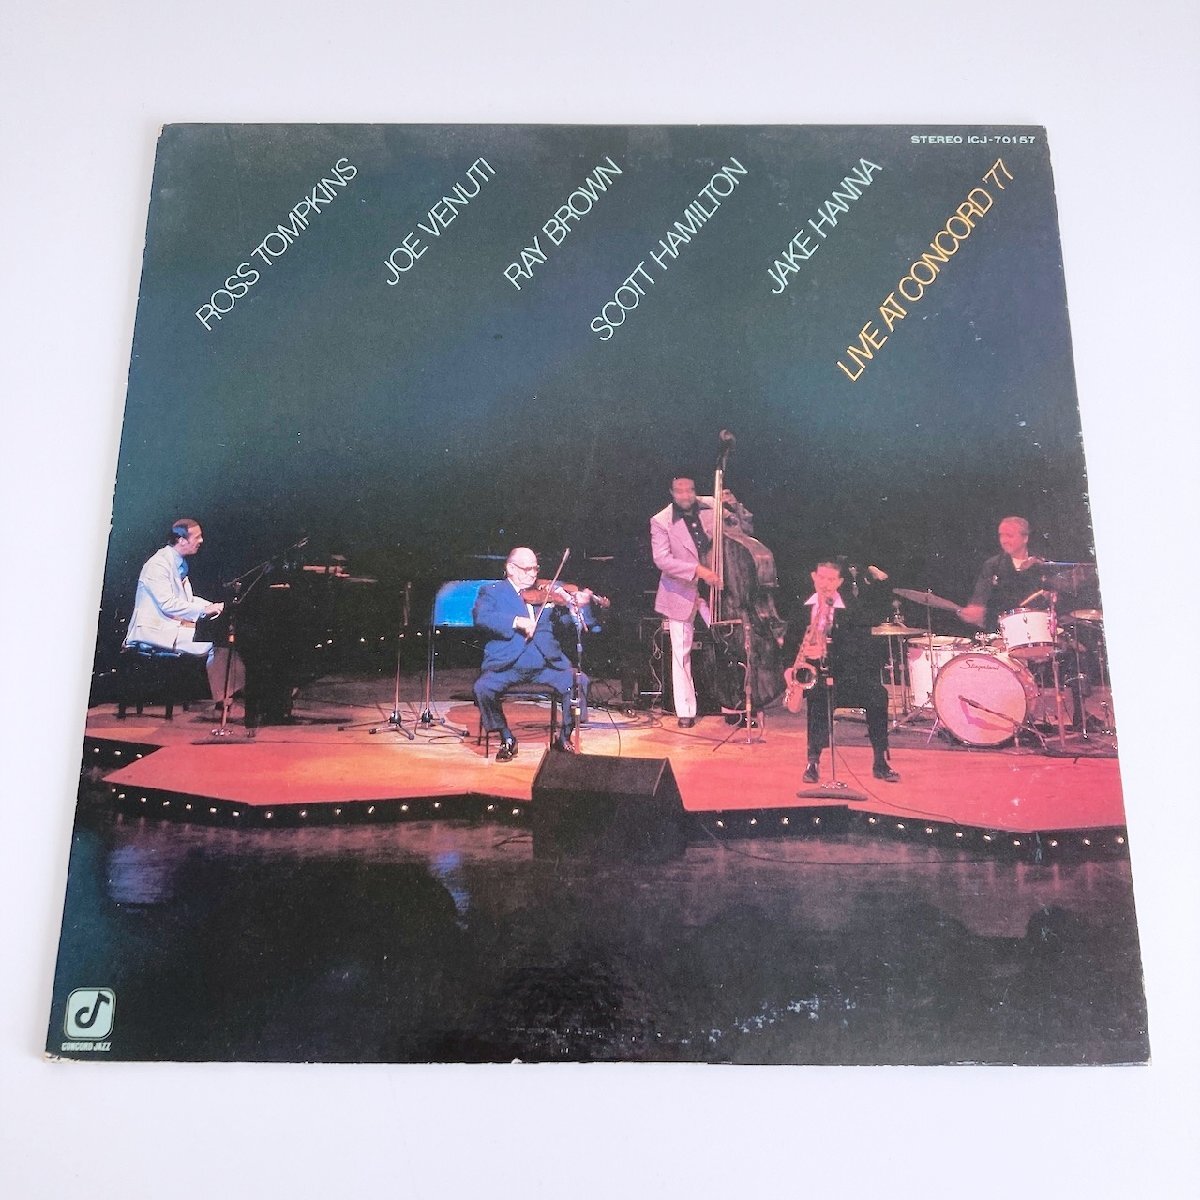 STEREO ICJ-70157
ROSS TOMPKINS
JOE VENUTI
RAY BROWN
SCOTT HAMILTON
JAKE HANNA
LIVE AT CONCORD '77
Slingerland
CONCORD JAZZ